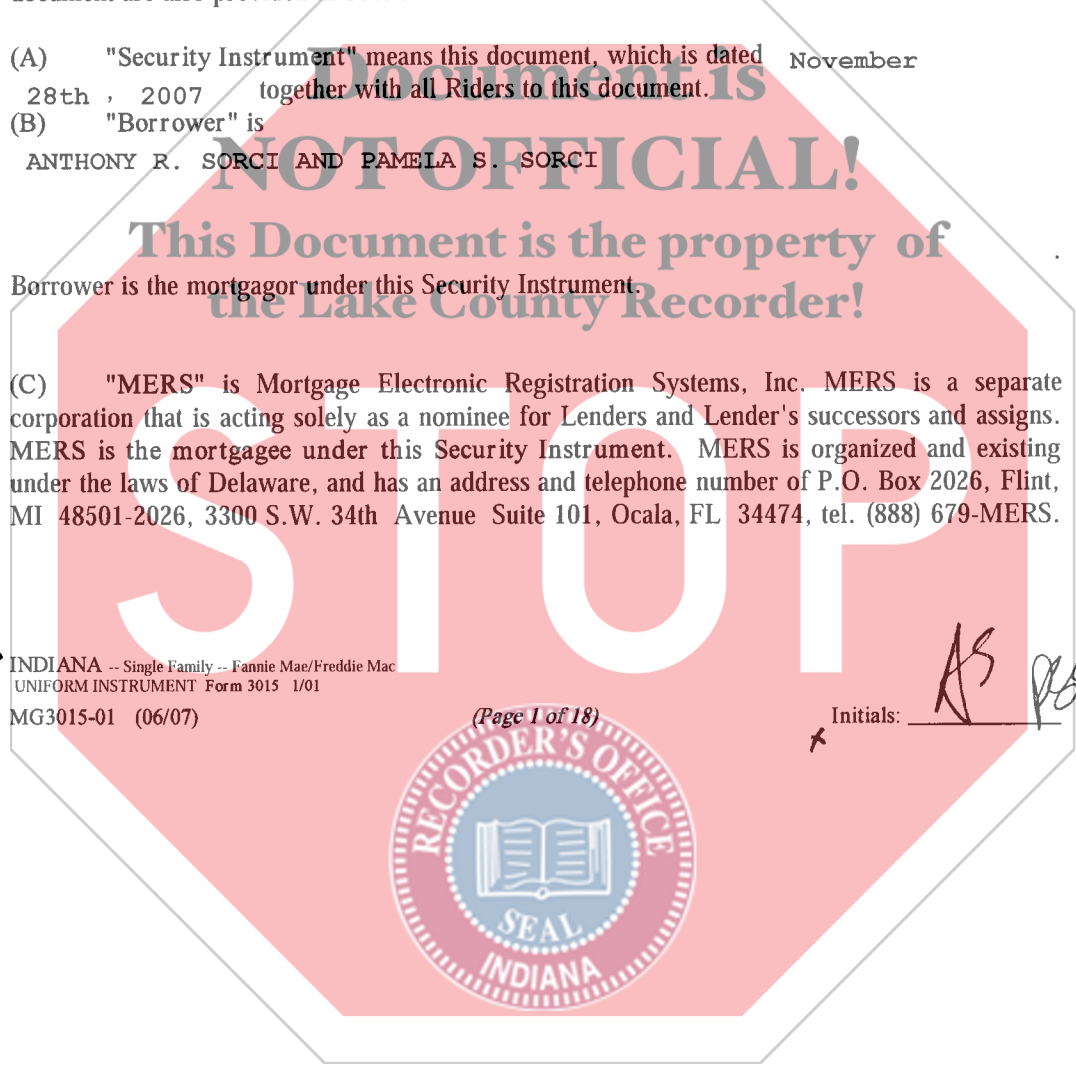 (A) "Security Instrument" means this document, which is dated November
28th , 2007 together with all Riders to this document.
(B) "Borrower" is
ANTHONY R. SORCI AND PAMELA S. SORCI
.
Borrower is the mortgagor under this Security Instrument.
Document is
NOT OFFICIAL!
This Document is the property of
the Lake County Recorder!
(C) "MERS" is Mortgage Electronic Registration Systems, Inc. MERS is a separate
corporation that is acting solely as a nominee for Lenders and Lender's successors and assigns.
MERS is the mortgagee under this Security Instrument. MERS is organized and existing
under the laws of Delaware, and has an address and telephone number of P.O. Box 2026, Flint,
MI 48501-2026, 3300 S.W. 34th Avenue Suite 101, Ocala, FL 34474, tel. (888) 679-MERS.
STOP
INDIANA -- Single Family -- Fannie Mae/Freddie Mac
UNIFORM INSTRUMENT Form 3015 1/01
MG3015-01 (06/07) (Page 1 of 18) Initials: AS PS
x
RECORDER'S OFFICE
SEAL
INDIANA